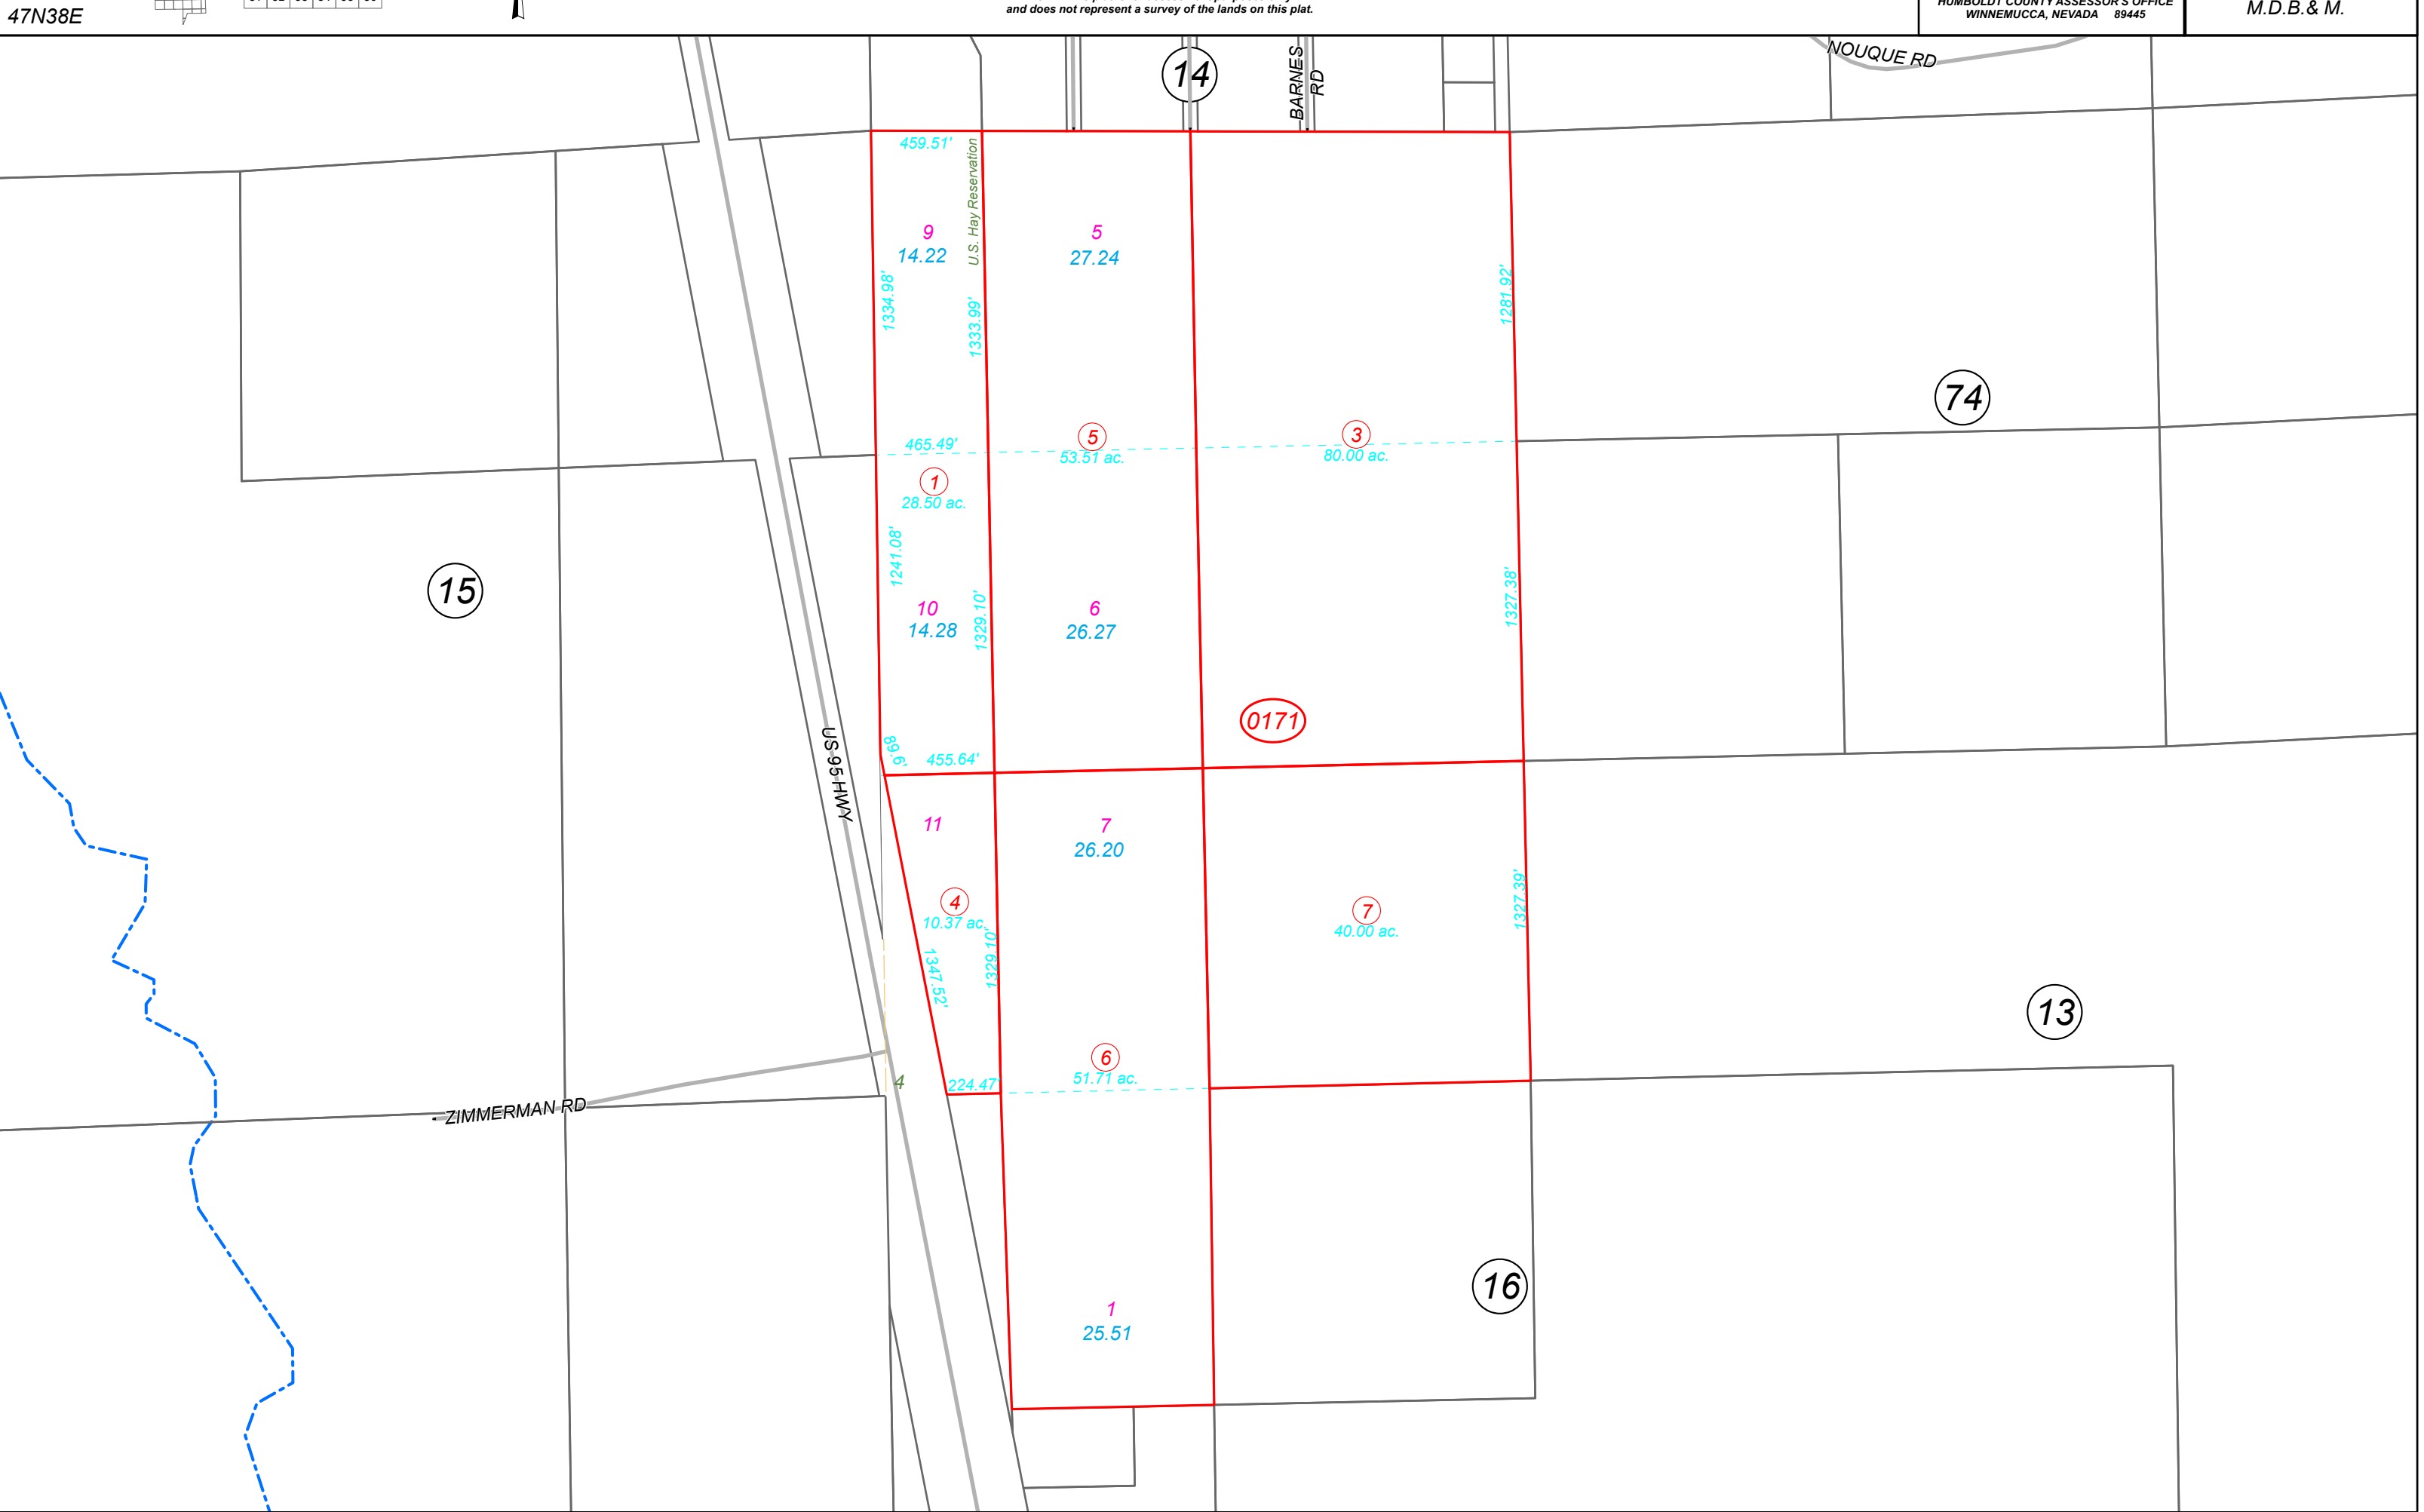 47N38E
and does not represent a survey of the lands on this plat.
HUMBOLDT COUNTY ASSESSOR'S OFFICE
WINNEMUCCA, NEVADA 89445
M.D.B.& M.
14
BARNES
RD
NOUQUE RD
459.51'
U.S. Hay Reservation
9
14.22
5
27.24
1334.98'
1333.99'
1281.92'
74
465.49'
5
53.51 ac.
3
80.00 ac.
1
28.50 ac.
15
1241.08'
10
14.28
1329.10'
6
26.27
1327.38'
0171
89.6'
455.64'
US 95 HWY
11
7
26.20
4
10.37 ac.
1347.52'
1329.10'
7
40.00 ac.
1327.39'
13
6
51.71 ac.
4
224.47'
ZIMMERMAN RD
16
1
25.51